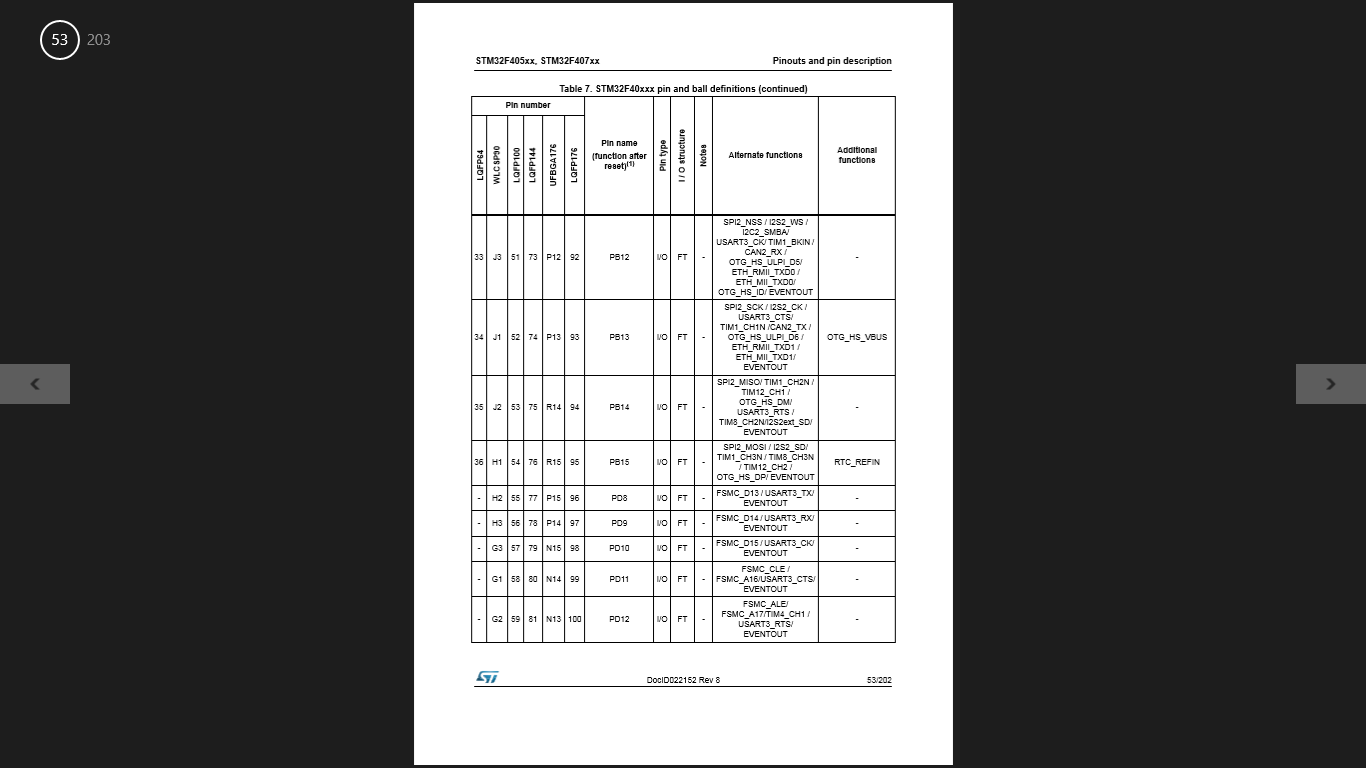 53 203
STM32F405xx, STM32F407xx Pinouts and pin description
Table 7. STM32F40xxx pin and ball definitions (continued)
Pin number
LQFP64
WLCSP90
LQFP100
LQFP144
UFBGA176
LQFP176
Pin name
(function after
reset)(1)
Pin type
I / O structure
Notes
Alternate functions
Additional
functions
33 J3 51 73 P12 92 PB12 I/O FT -
SPI2_NSS / I2S2_WS /
I2C2_SMBA/
USART3_CK/ TIM1_BKIN /
CAN2_RX /
OTG_HS_ULPI_D5/
ETH_RMII_TXD0 /
ETH_MII_TXD0/
OTG_HS_ID/ EVENTOUT
-
34 J1 52 74 P13 93 PB13 I/O FT -
SPI2_SCK / I2S2_CK /
USART3_CTS/
TIM1_CH1N /CAN2_TX /
OTG_HS_ULPI_D6 /
ETH_RMII_TXD1 /
ETH_MII_TXD1/
EVENTOUT
OTG_HS_VBUS
35 J2 53 75 R14 94 PB14 I/O FT -
SPI2_MISO/ TIM1_CH2N /
TIM12_CH1 /
OTG_HS_DM/
USART3_RTS /
TIM8_CH2N/I2S2ext_SD/
EVENTOUT
-
36 H1 54 76 R15 95 PB15 I/O FT -
SPI2_MOSI / I2S2_SD/
TIM1_CH3N / TIM8_CH3N
/ TIM12_CH2 /
OTG_HS_DP/ EVENTOUT
RTC_REFIN
- H2 55 77 P15 96 PD8 I/O FT -
FSMC_D13 / USART3_TX/
EVENTOUT
-
- H3 56 78 P14 97 PD9 I/O FT -
FSMC_D14 / USART3_RX/
EVENTOUT
-
- G3 57 79 N15 98 PD10 I/O FT -
FSMC_D15 / USART3_CK/
EVENTOUT
-
- G1 58 80 N14 99 PD11 I/O FT -
FSMC_CLE /
FSMC_A16/USART3_CTS/
EVENTOUT
-
- G2 59 81 N13 100 PD12 I/O FT -
FSMC_ALE/
FSMC_A17/TIM4_CH1 /
USART3_RTS/
EVENTOUT
-
ST DocID022152 Rev 8 53/202